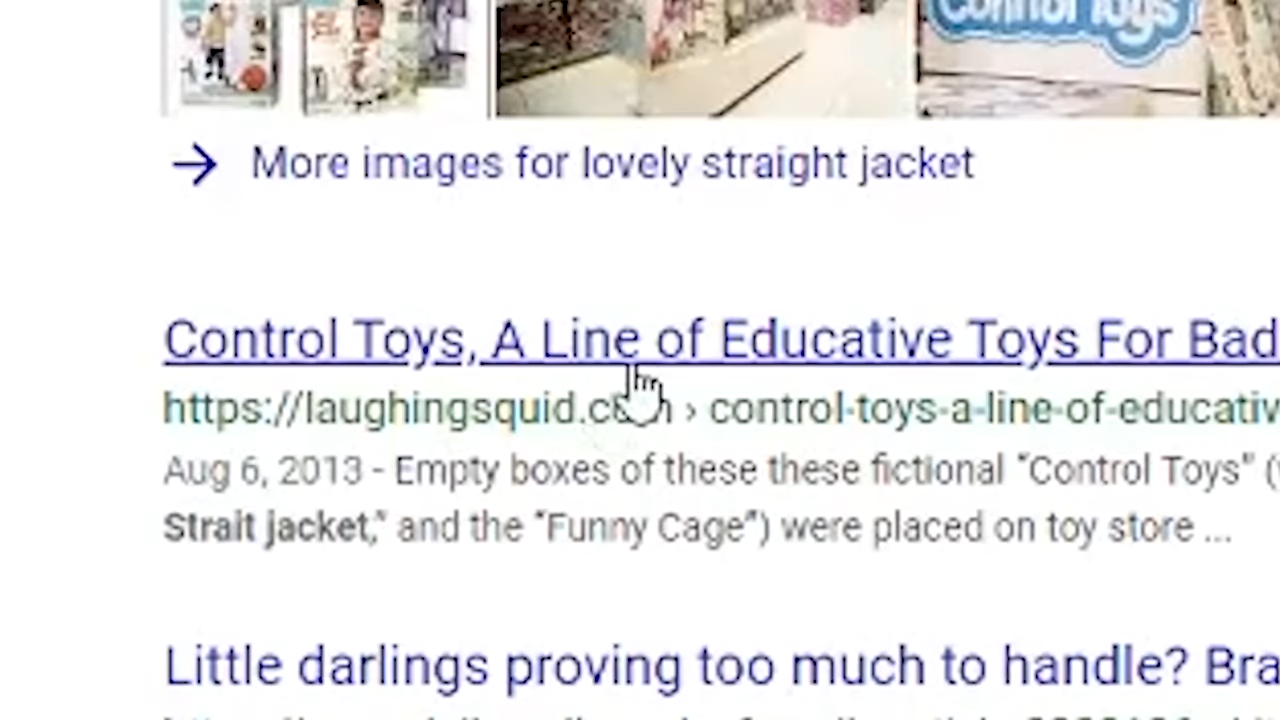 Control Toys
More images for lovely straight jacket
Control Toys, A Line of Educative Toys For Bad
https://laughingsquid.com › control-toys-a-line-of-educativ
Aug 6, 2013 - Empty boxes of these these fictional "Control Toys" (
Strait jacket," and the "Funny Cage") were placed on toy store ...
Little darlings proving too much to handle? Bra